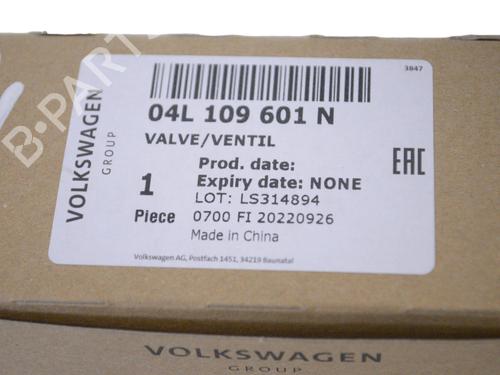 3847
04L 109 601 N
VALVE/VENTIL
Prod. date:
Expiry date: NONE
LOT: LS314894
1
Piece
0700 FI 20220926
Made in China
Volkswagen AG, Postfach 1451, 34219 Baunatal
VOLKSWAGEN
GROUP
EAC
VOLKSWAGEN
GROUP
B-PARTS